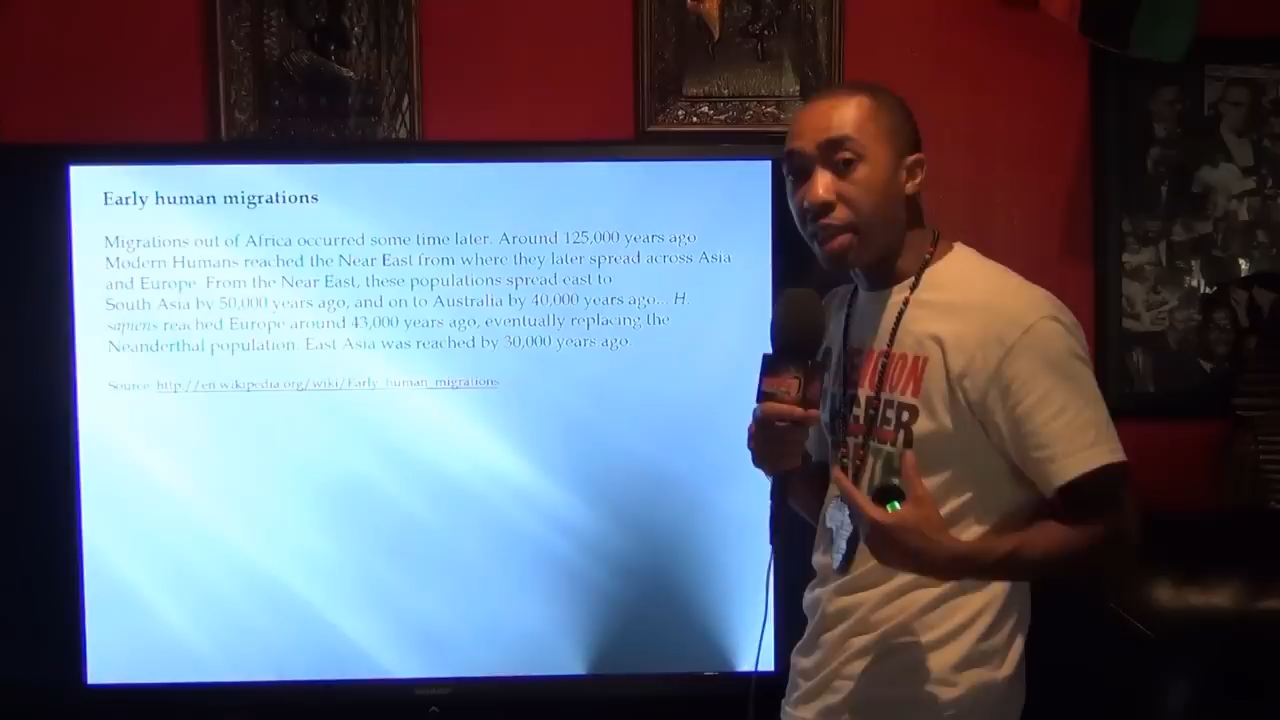 Early human migrations
Migrations out of Africa occurred some time later. Around 125,000 years ago
Modern Humans reached the Near East from where they later spread across Asia
and Europe. From the Near East, these populations spread east to
South Asia by 50,000 years ago, and on to Australia by 40,000 years ago... H.
sapiens reached Europe around 43,000 years ago, eventually replacing the
Neanderthal population. East Asia was reached by 30,000 years ago.
Source: http://en.wikipedia.org/wiki/Early_human_migrations